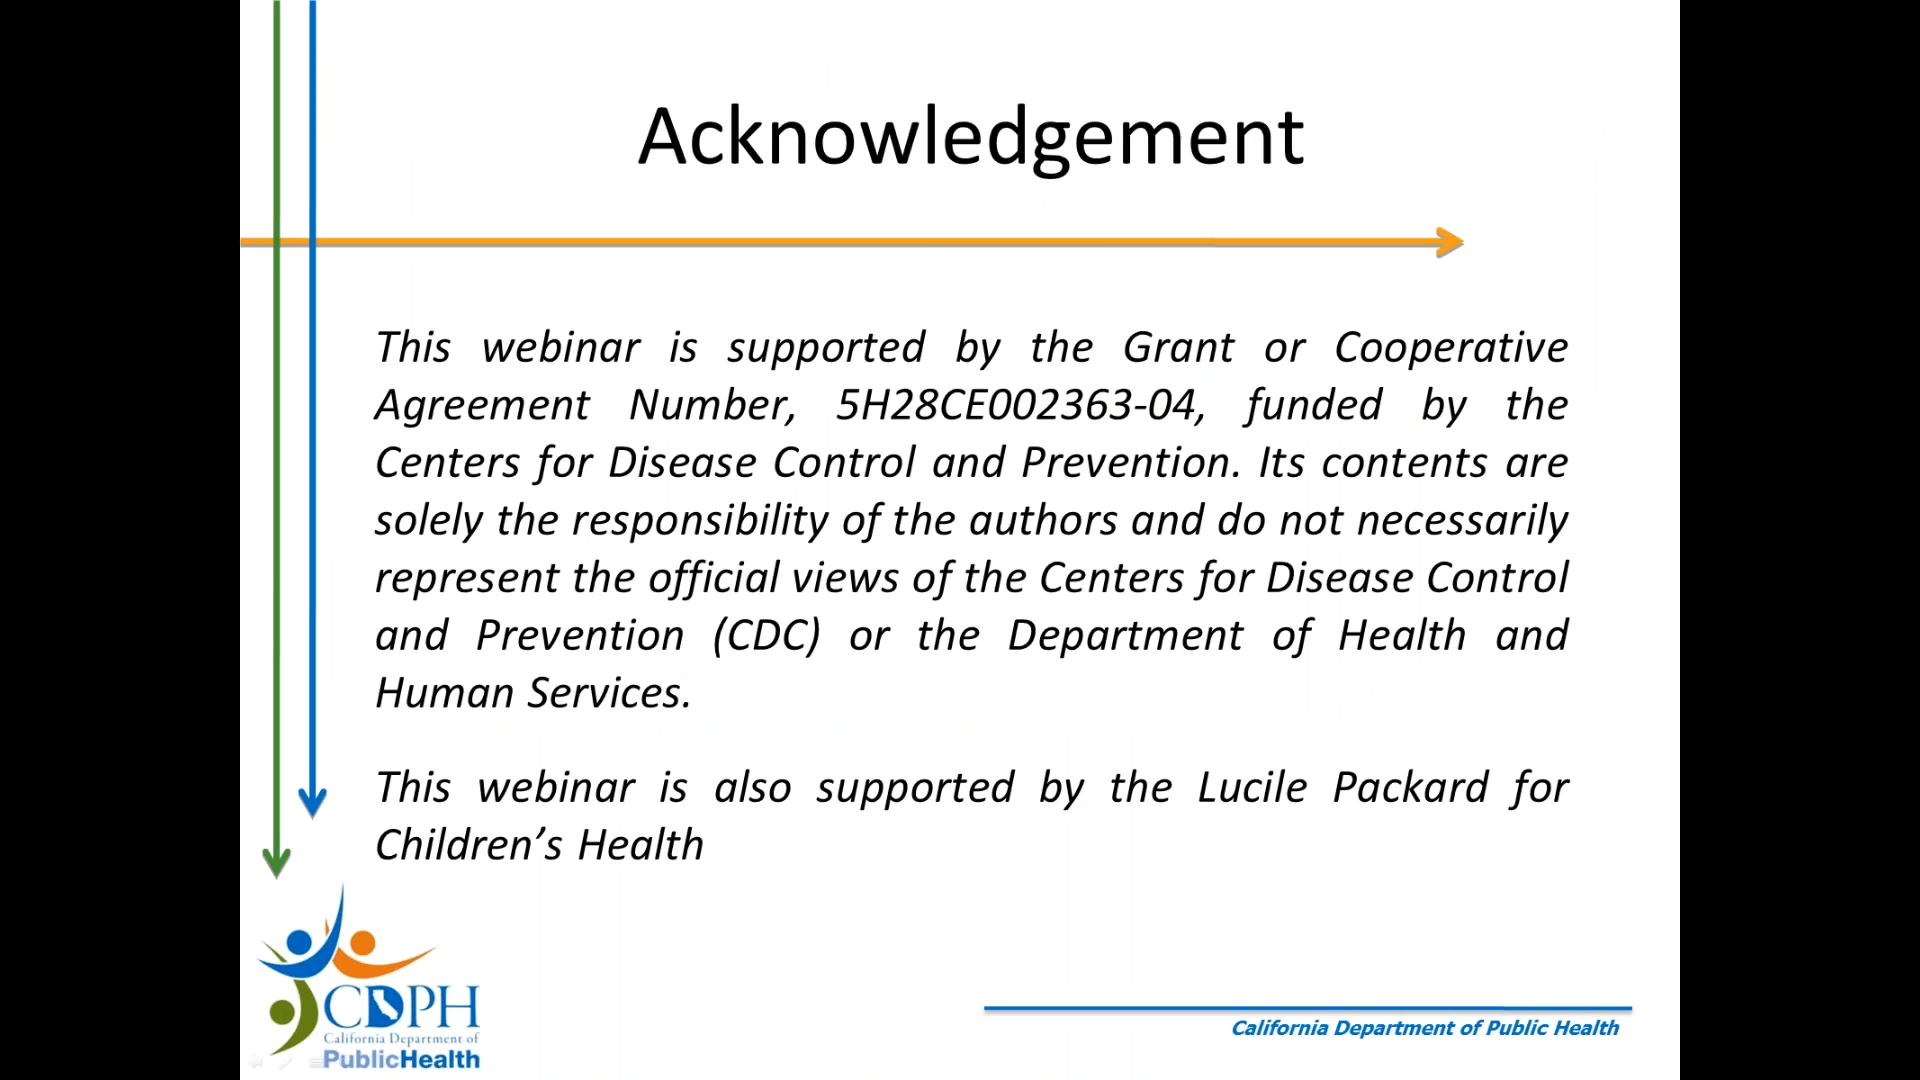 Acknowledgement
This webinar is supported by the Grant or Cooperative
Agreement Number, 5H28CE002363-04, funded by the
Centers for Disease Control and Prevention. Its contents are
solely the responsibility of the authors and do not necessarily
represent the official views of the Centers for Disease Control
and Prevention (CDC) or the Department of Health and
Human Services.
This webinar is also supported by the Lucile Packard for
Children’s Health
CDPH
California Department of
PublicHealth
California Department of Public Health